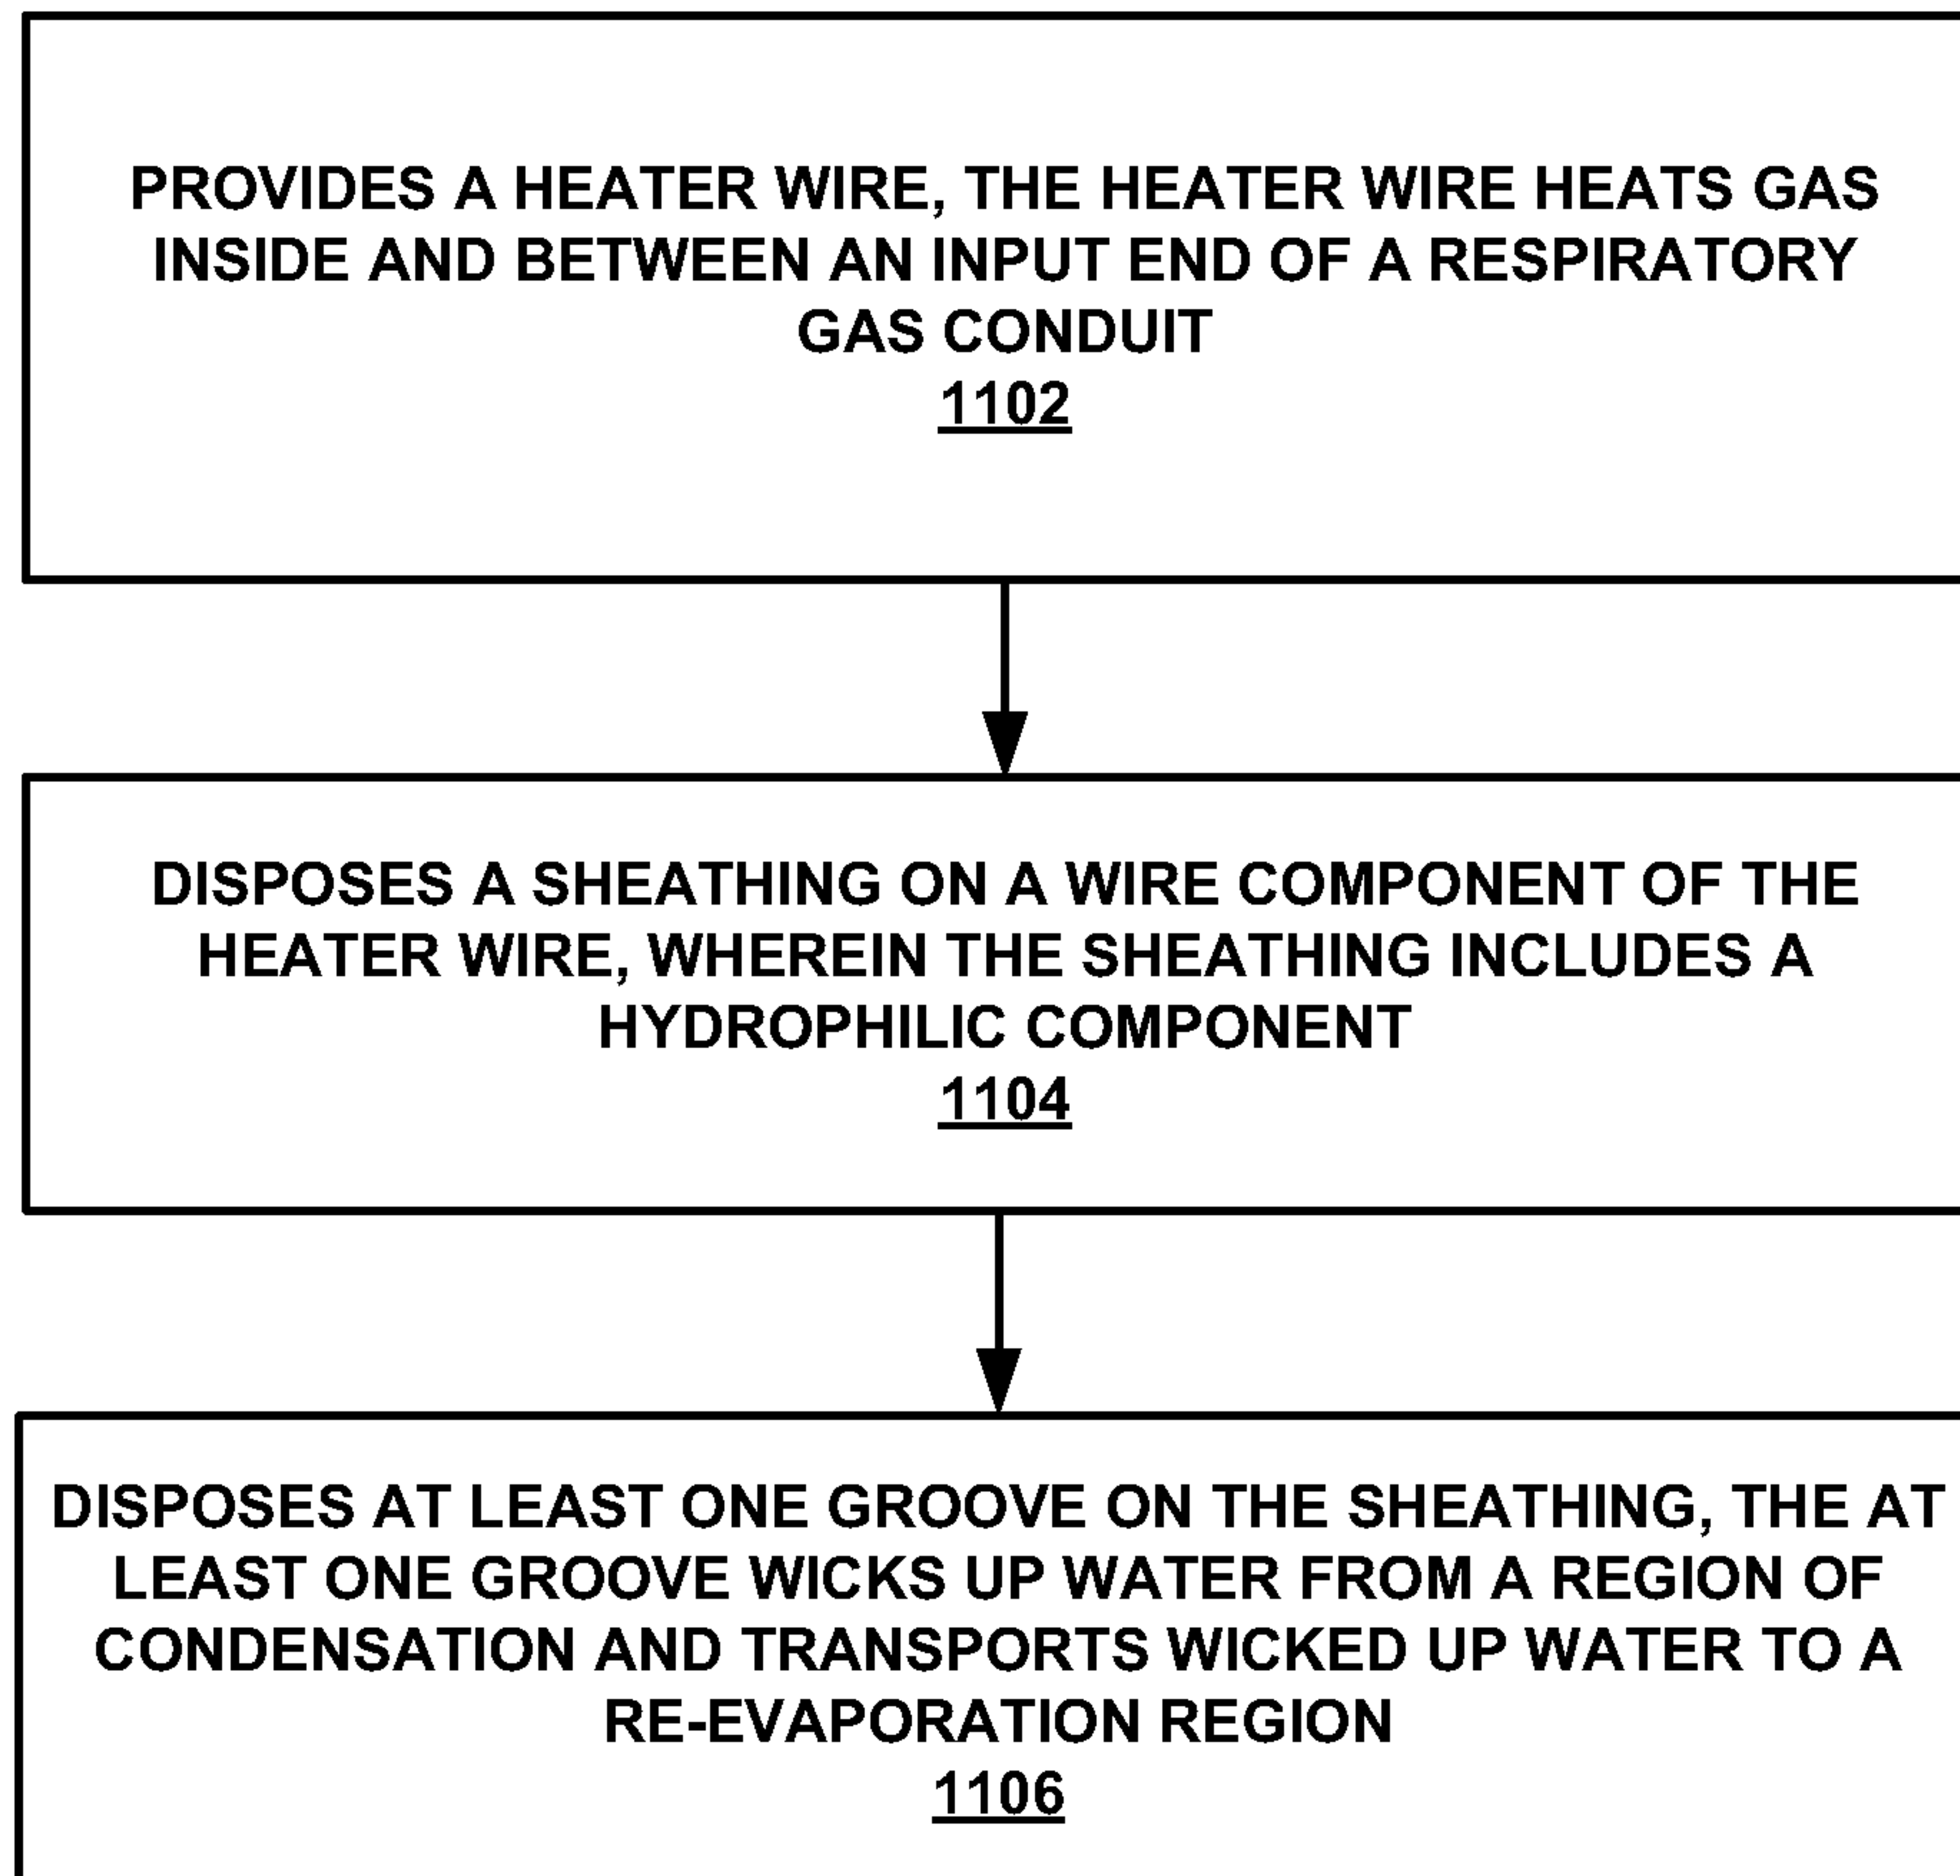 PROVIDES A HEATER WIRE, THE HEATER WIRE HEATS GAS
INSIDE AND BETWEEN AN INPUT END OF A RESPIRATORY
GAS CONDUIT
1102
DISPOSES A SHEATHING ON A WIRE COMPONENT OF THE
HEATER WIRE, WHEREIN THE SHEATHING INCLUDES A
HYDROPHILIC COMPONENT
1104
DISPOSES AT LEAST ONE GROOVE ON THE SHEATHING, THE AT
LEAST ONE GROOVE WICKS UP WATER FROM A REGION OF
CONDENSATION AND TRANSPORTS WICKED UP WATER TO A
RE-EVAPORATION REGION
1106